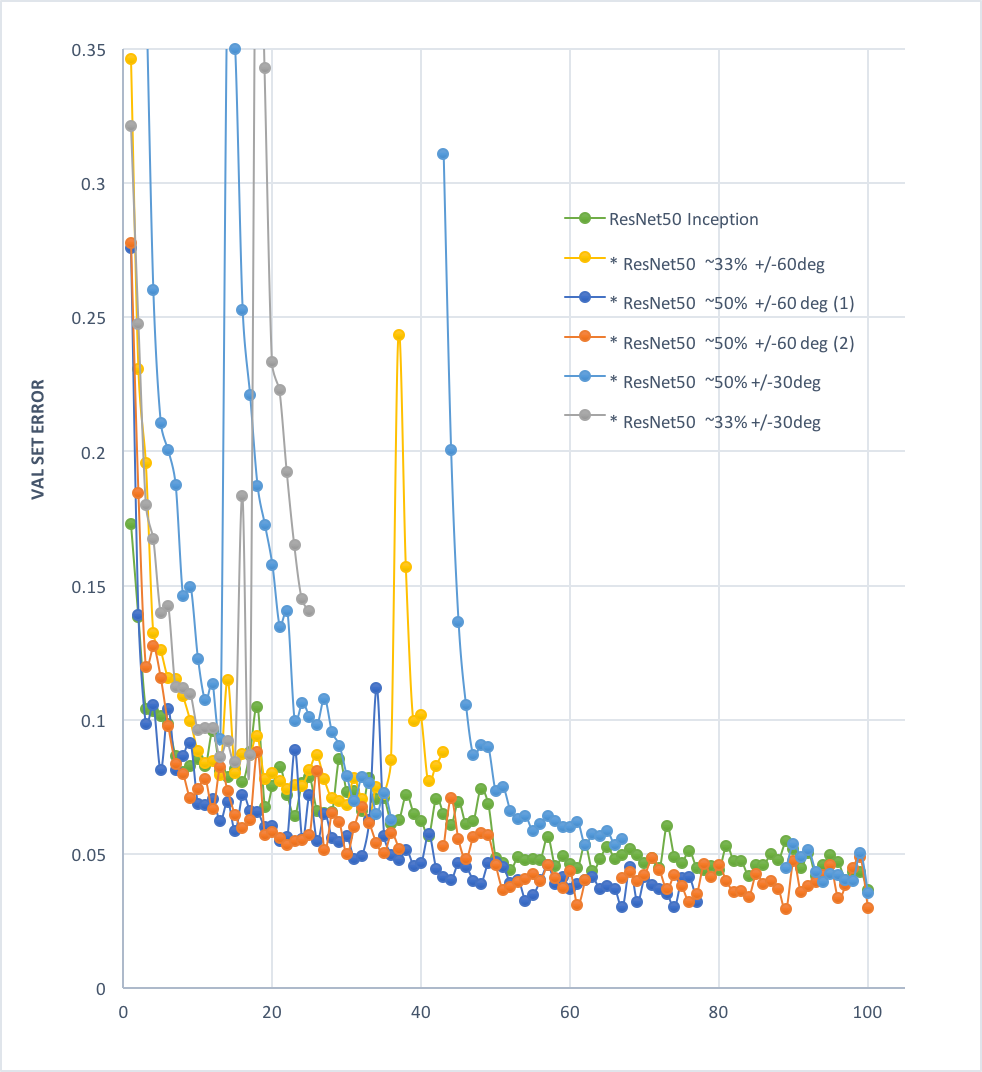 0.35
0.3
0.25
0.2
0.15
0.1
0.05
0
VAL SET ERROR
ResNet50 Inception
* ResNet50 ~33% +/-60deg
* ResNet50 ~50% +/-60 deg (1)
* ResNet50 ~50% +/-60 deg (2)
* ResNet50 ~50% +/-30deg
* ResNet50 ~33% +/-30deg
0 20 40 60 80 100